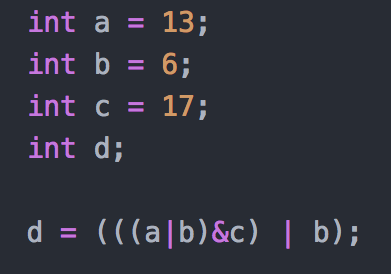 int a = 13;
int b = 6;
int c = 17;
int d;
d = (((a|b)&c) | b);